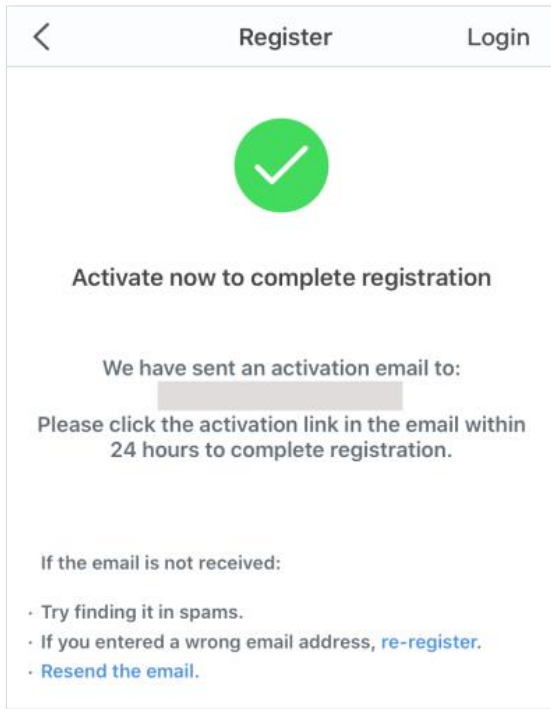 Register Login
Activate now to complete registration
We have sent an activation email to:
Please click the activation link in the email within
24 hours to complete registration.
If the email is not received:
· Try finding it in spams.
· If you entered a wrong email address, re-register.
· Resend the email.